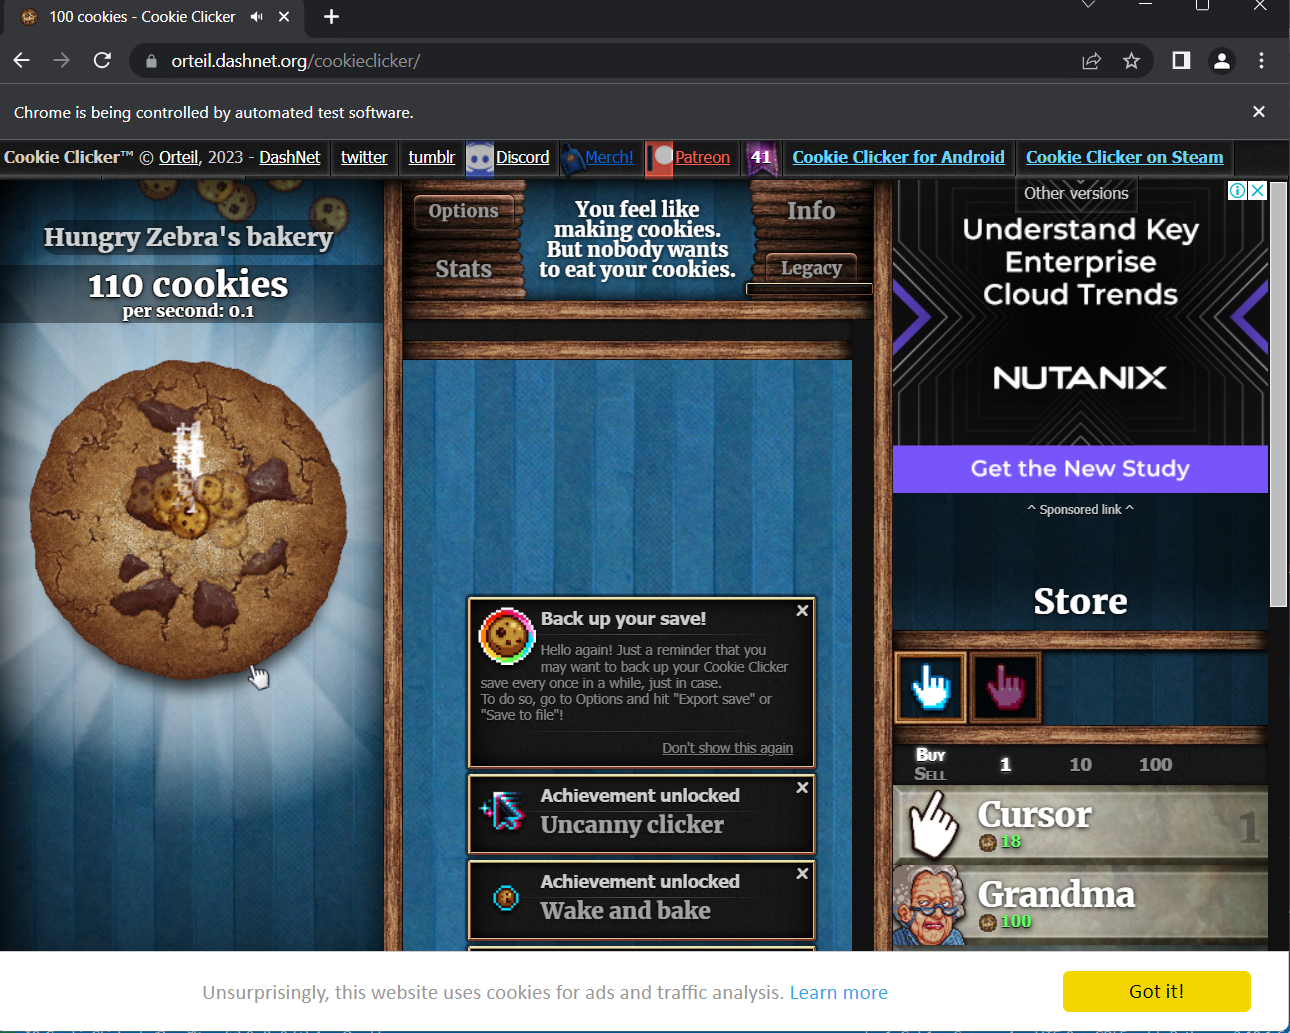 100 cookies - Cookie Clicker
orteil.dashnet.org/cookieclicker/
Chrome is being controlled by automated test software.
Cookie Clicker™ © Orteil, 2023 - DashNet
twitter
tumblr
Discord
Merch!
Patreon
41
Cookie Clicker for Android
Cookie Clicker on Steam
Other versions
Hungry Zebra's bakery
110 cookies
per second: 0.1
Options
Stats
You feel like
making cookies.
But nobody wants
to eat your cookies.
Info
Legacy
Understand Key
Enterprise
Cloud Trends
NUTANIX
Get the New Study
^ Sponsored link ^
Store
Buy
Sell
1
10
100
Cursor
18
1
Grandma
100
Back up your save!
Hello again! Just a reminder that you
may want to back up your Cookie Clicker
save every once in a while, just in case.
To do so, go to Options and hit "Export save" or
"Save to file"!
Don't show this again
Achievement unlocked
Uncanny clicker
Achievement unlocked
Wake and bake
Unsurprisingly, this website uses cookies for ads and traffic analysis. Learn more
Got it!